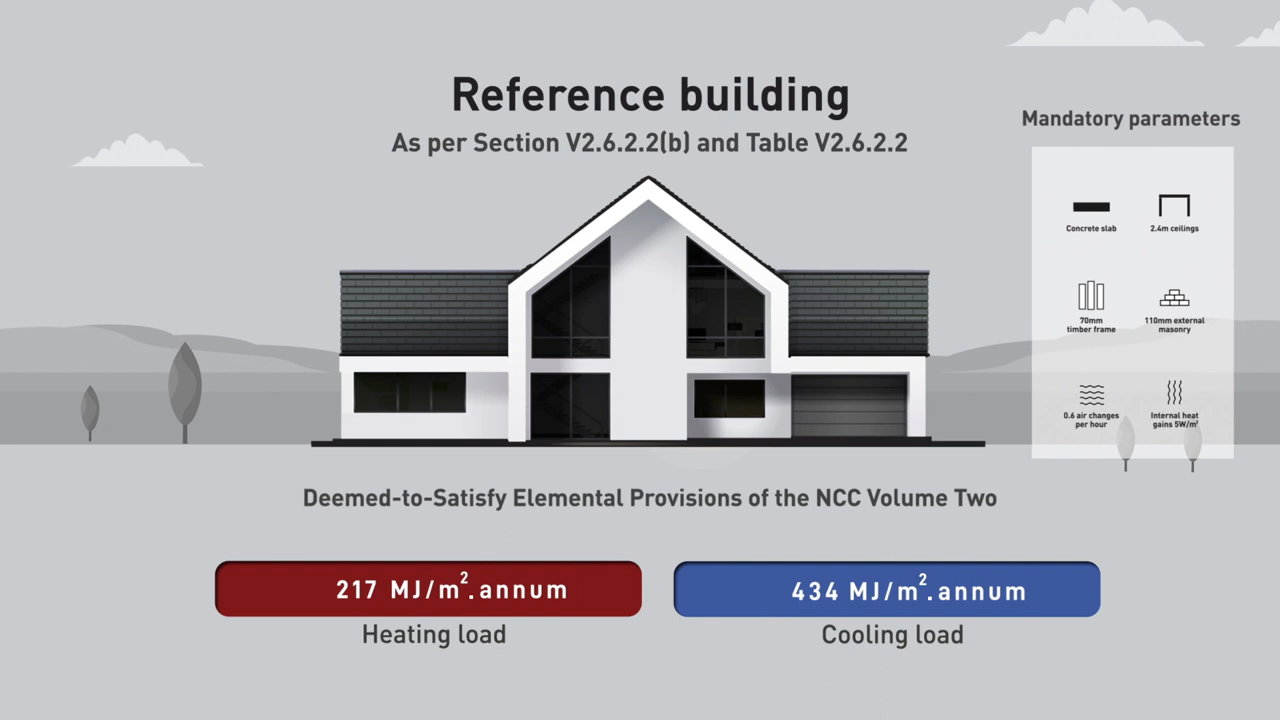 Reference building
As per Section V2.6.2.2(b) and Table V2.6.2.2
Mandatory parameters
Concrete slab
2.4m ceilings
70mm
timber frame
110mm external
masonry
0.6 air changes
per hour
Internal heat
gains 5W/m²
Deemed-to-Satisfy Elemental Provisions of the NCC Volume Two
217 MJ/m².annum
Heating load
434 MJ/m².annum
Cooling load